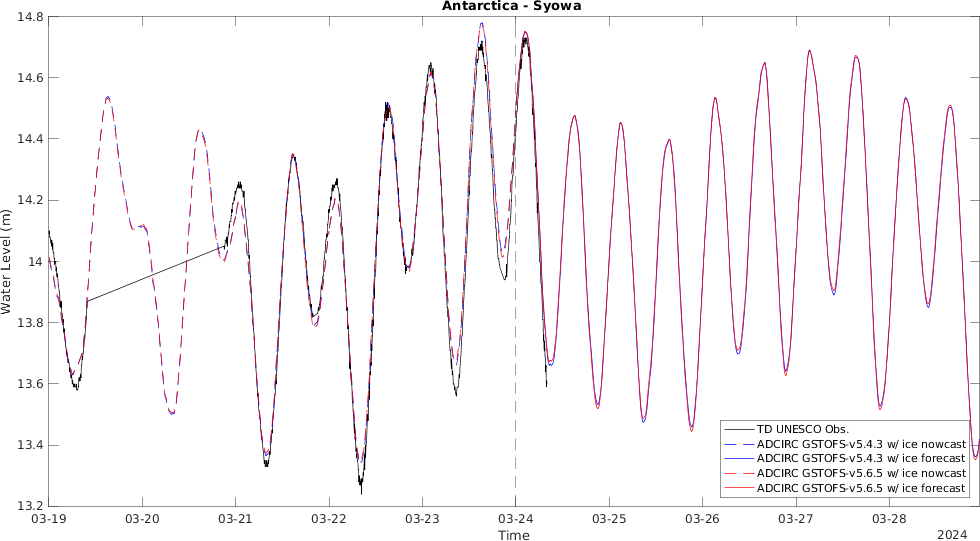 Antarctica - Syowa
14.8
14.6
14.4
14.2
14
13.8
13.6
13.4
13.2
Water Level (m)
TD UNESCO Obs.
ADCIRC GSTOFS-v5.4.3 w/ ice nowcast
ADCIRC GSTOFS-v5.4.3 w/ ice forecast
ADCIRC GSTOFS-v5.6.5 w/ ice nowcast
ADCIRC GSTOFS-v5.6.5 w/ ice forecast
03-19 03-20 03-21 03-22 03-23 03-24 03-25 03-26 03-27 03-28
Time
2024